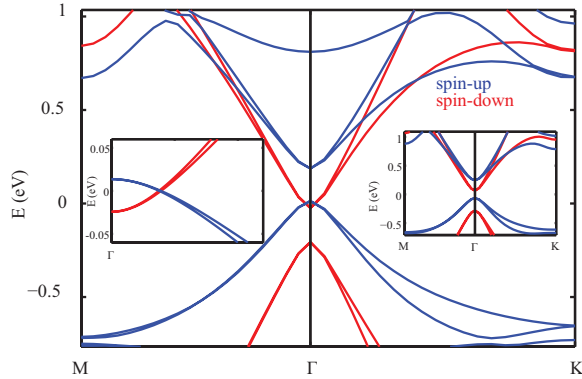 1
0.5
0
−0.5
E (eV)
M
Γ
K
spin-up
spin-down
0.05
0
-0.05
E (eV)
Γ
1
0.5
0
−0.5
E (eV)
M
Γ
K